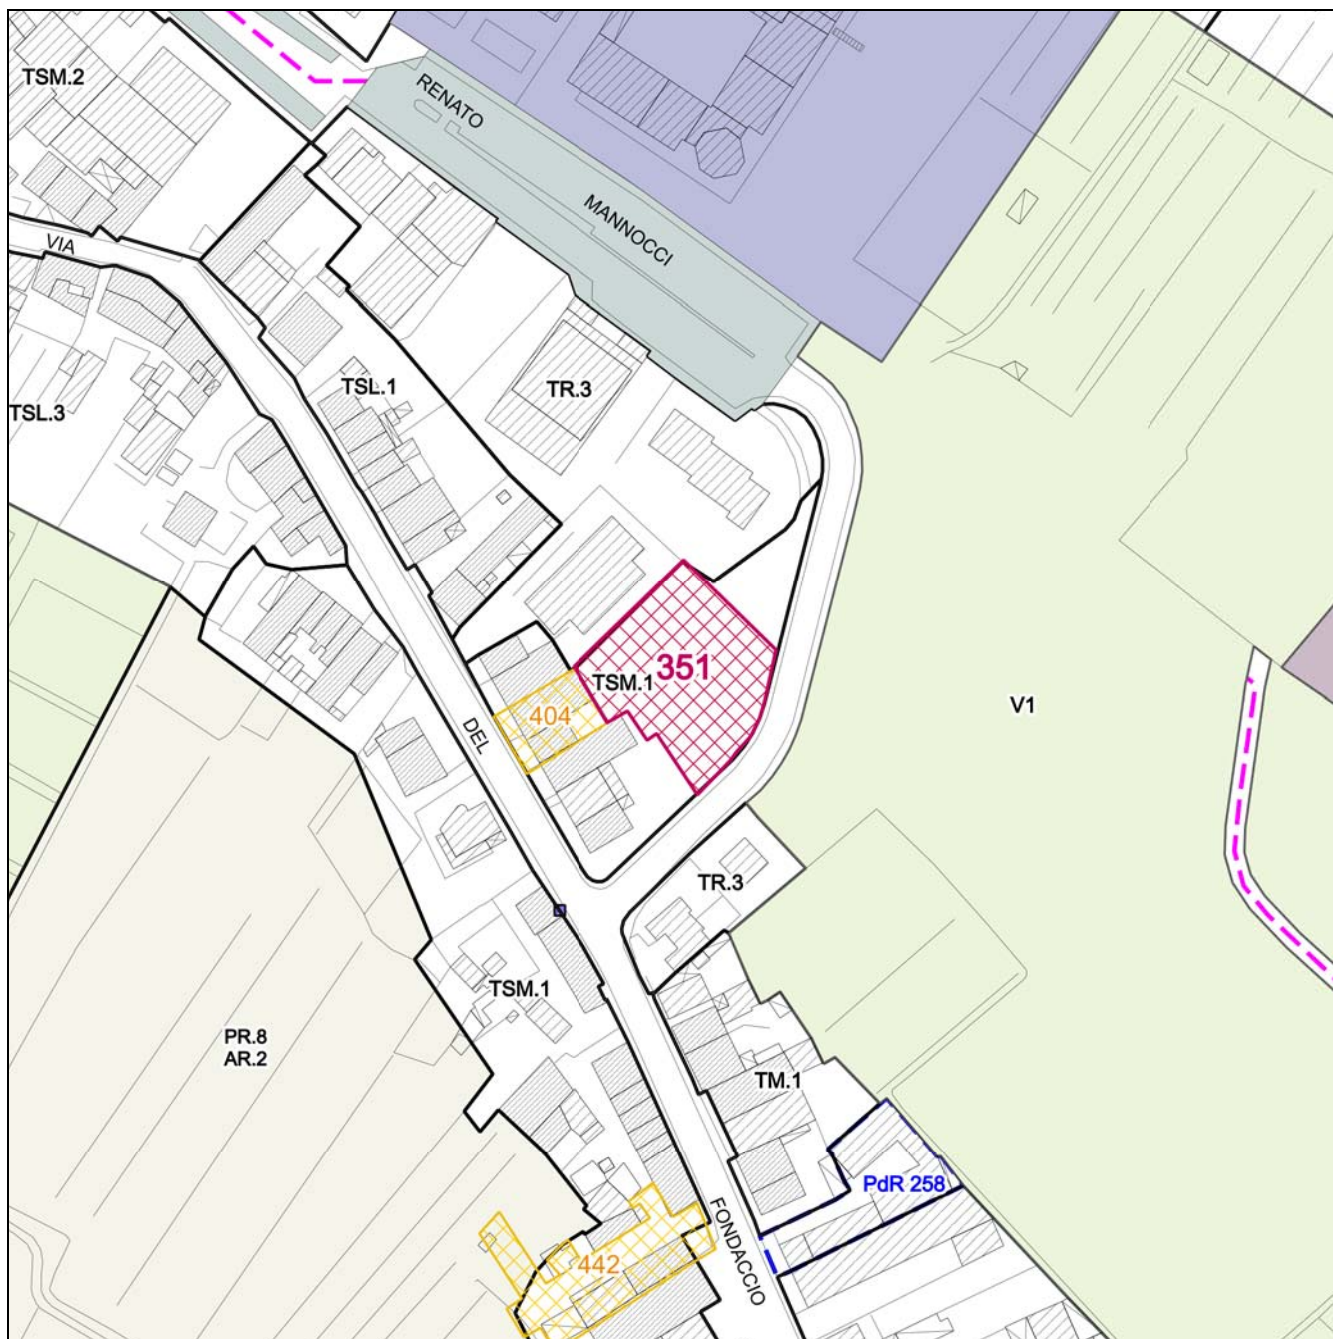 TSM.2
RENATO
MANNOCCI
VIA
TSL.1
TR.3
TSL.3
351
TSM.1
404
V1
DEL
TR.3
TSM.1
PR.8
AR.2
TM.1
PdR 258
FONDACCIO
442